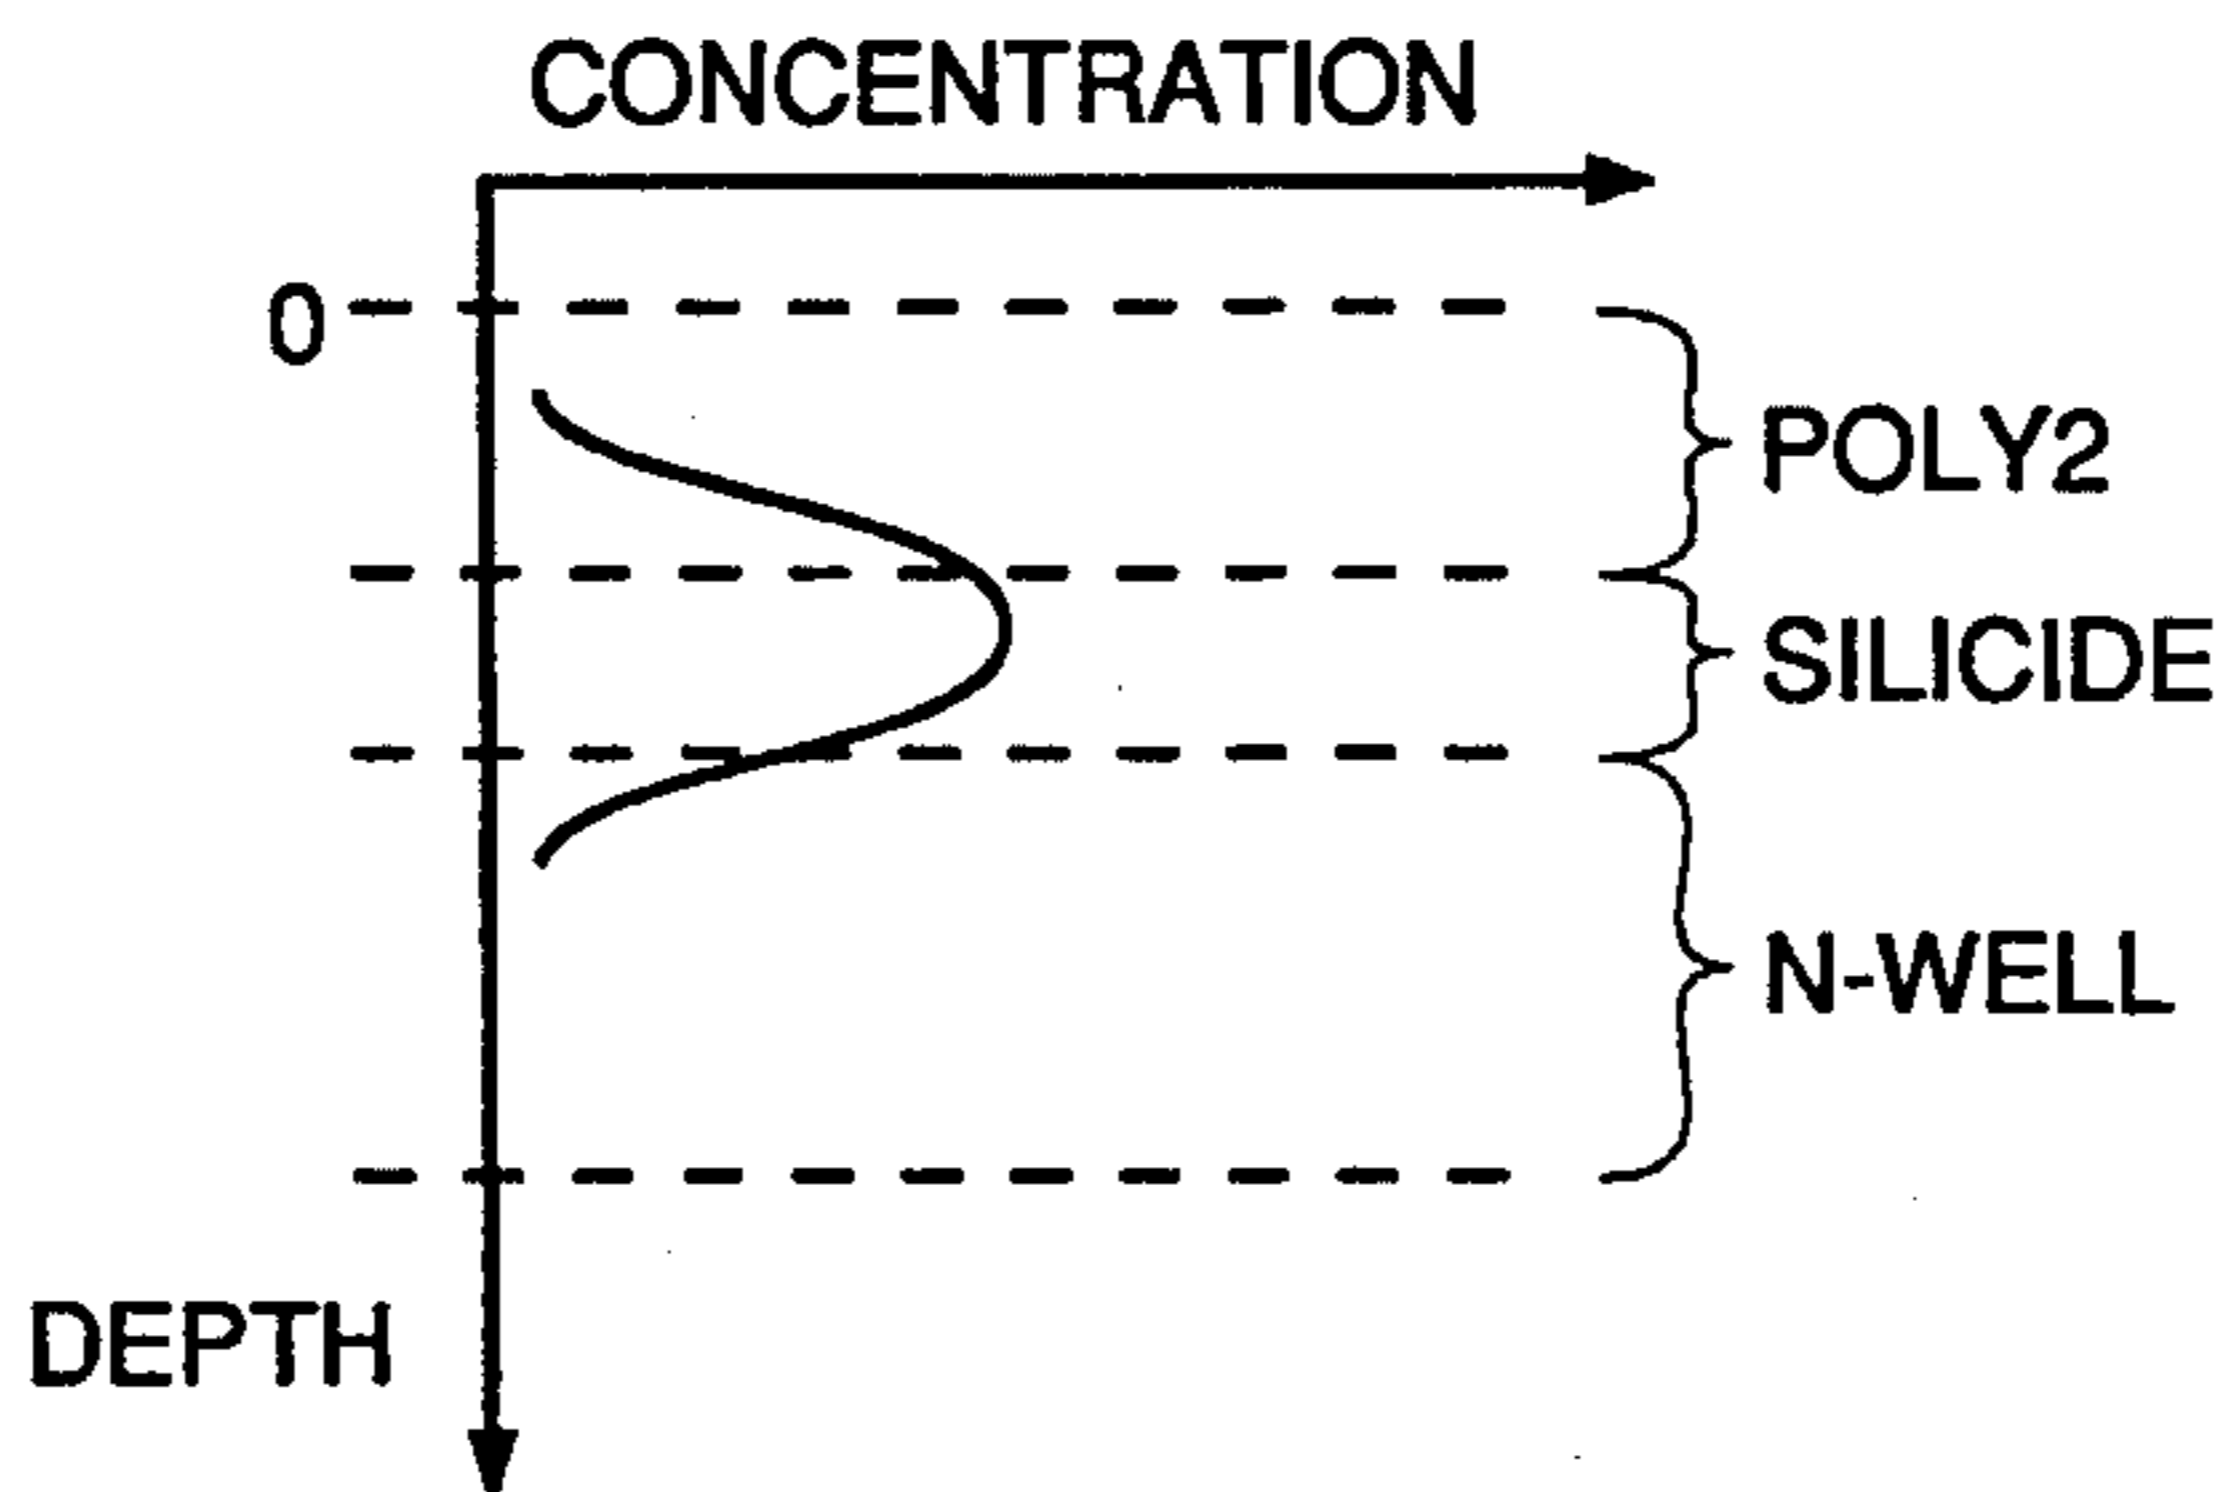 CONCENTRATION
0
POLY2
SILICIDE
N-WELL
DEPTH